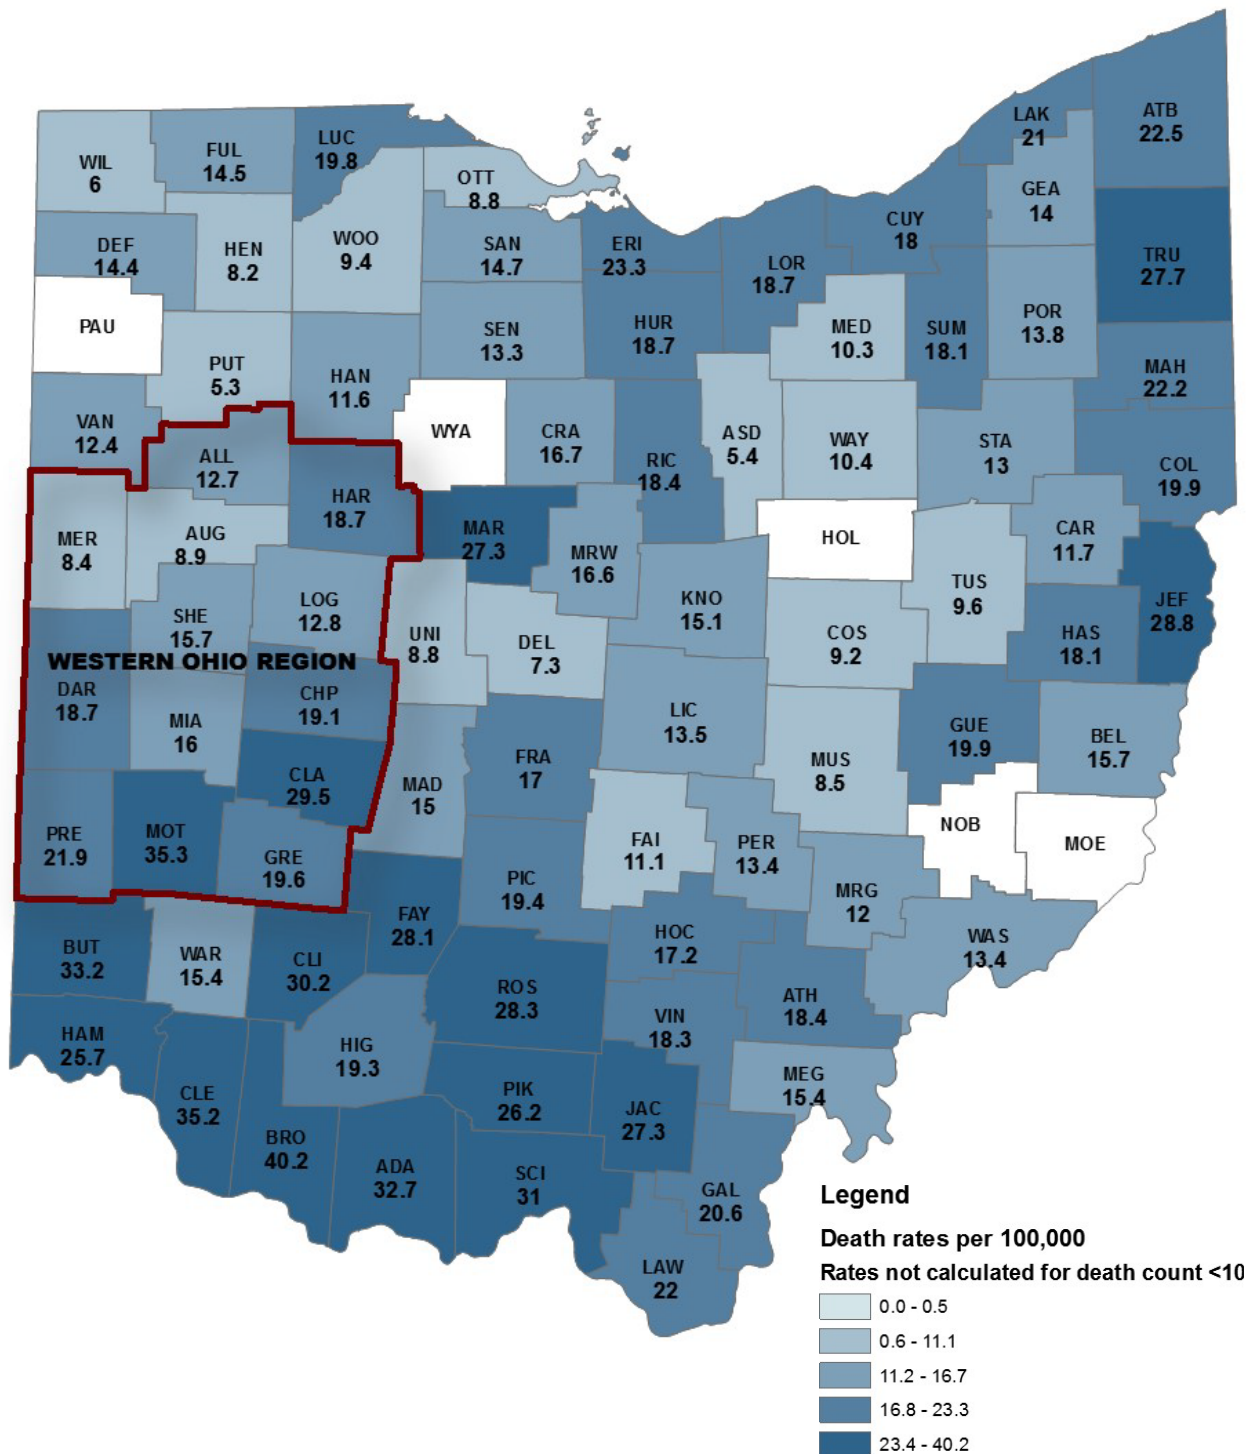 LAK
21
ATB
22.5
WIL
6
FUL
14.5
LUC
19.8
OTT
8.8
GEA
14
CUY
18
DEF
14.4
HEN
8.2
WOO
9.4
SAN
14.7
ERI
23.3
LOR
18.7
TRU
27.7
PAU
SEN
13.3
HUR
18.7
MED
10.3
SUM
18.1
POR
13.8
PUT
5.3
HAN
11.6
MAH
22.2
VAN
12.4
WYA
CRA
16.7
RIC
18.4
ASD
5.4
WAY
10.4
STA
13
COL
19.9
ALL
12.7
HAR
18.7
MER
8.4
AUG
8.9
MAR
27.3
MRW
16.6
HOL
CAR
11.7
TUS
9.6
JEF
28.8
SHE
15.7
LOG
12.8
UNI
8.8
DEL
7.3
KNO
15.1
COS
9.2
HAS
18.1
WESTERN OHIO REGION
DAR
18.7
MIA
16
CHP
19.1
LIC
13.5
GUE
19.9
BEL
15.7
CLA
29.5
MAD
15
FRA
17
MUS
8.5
PRE
21.9
MOT
35.3
GRE
19.6
FAI
11.1
PER
13.4
NOB
MOE
PIC
19.4
MRG
12
FAY
28.1
BUT
33.2
WAR
15.4
CLI
30.2
HOC
17.2
WAS
13.4
ROS
28.3
VIN
18.3
ATH
18.4
HAM
25.7
HIG
19.3
CLE
35.2
PIK
26.2
JAC
27.3
MEG
15.4
BRO
40.2
ADA
32.7
SCI
31
GAL
20.6
LAW
22
Legend
Death rates per 100,000
Rates not calculated for death count <10
0.0 - 0.5
0.6 - 11.1
11.2 - 16.7
16.8 - 23.3
23.4 - 40.2